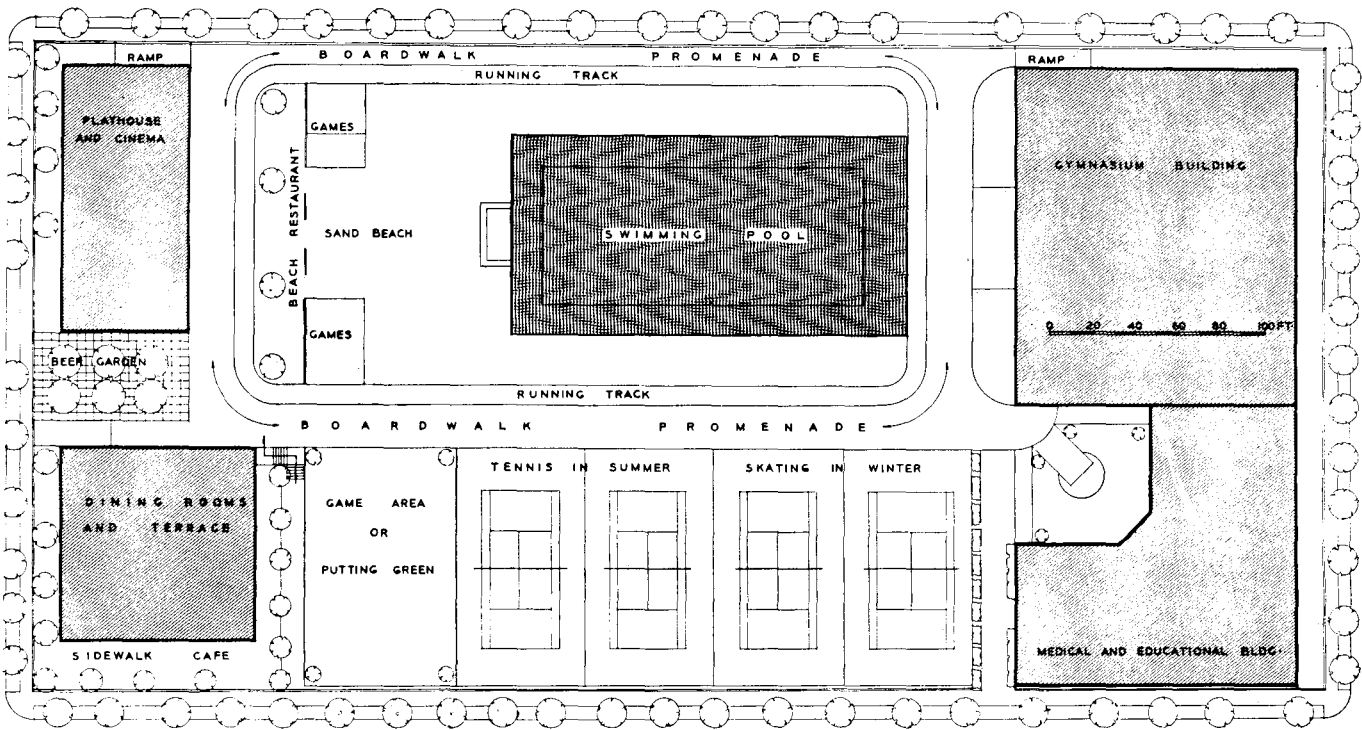 BOARDWALK PROMENADE
RAMP
RAMP
RUNNING TRACK
PLAYHOUSE
AND CINEMA
GAMES
GYMNASIUM BUILDING
BEACH RESTAURANT
SAND BEACH
SWIMMING POOL
0 20 40 60 80 100 FT.
GAMES
BEER GARDEN
RUNNING TRACK
BOARDWALK PROMENADE
TENNIS IN SUMMER SKATING IN WINTER
DINING ROOMS
AND TERRACE
GAME AREA
OR
PUTTING GREEN
SIDEWALK CAFE
MEDICAL AND EDUCATIONAL BLDG.